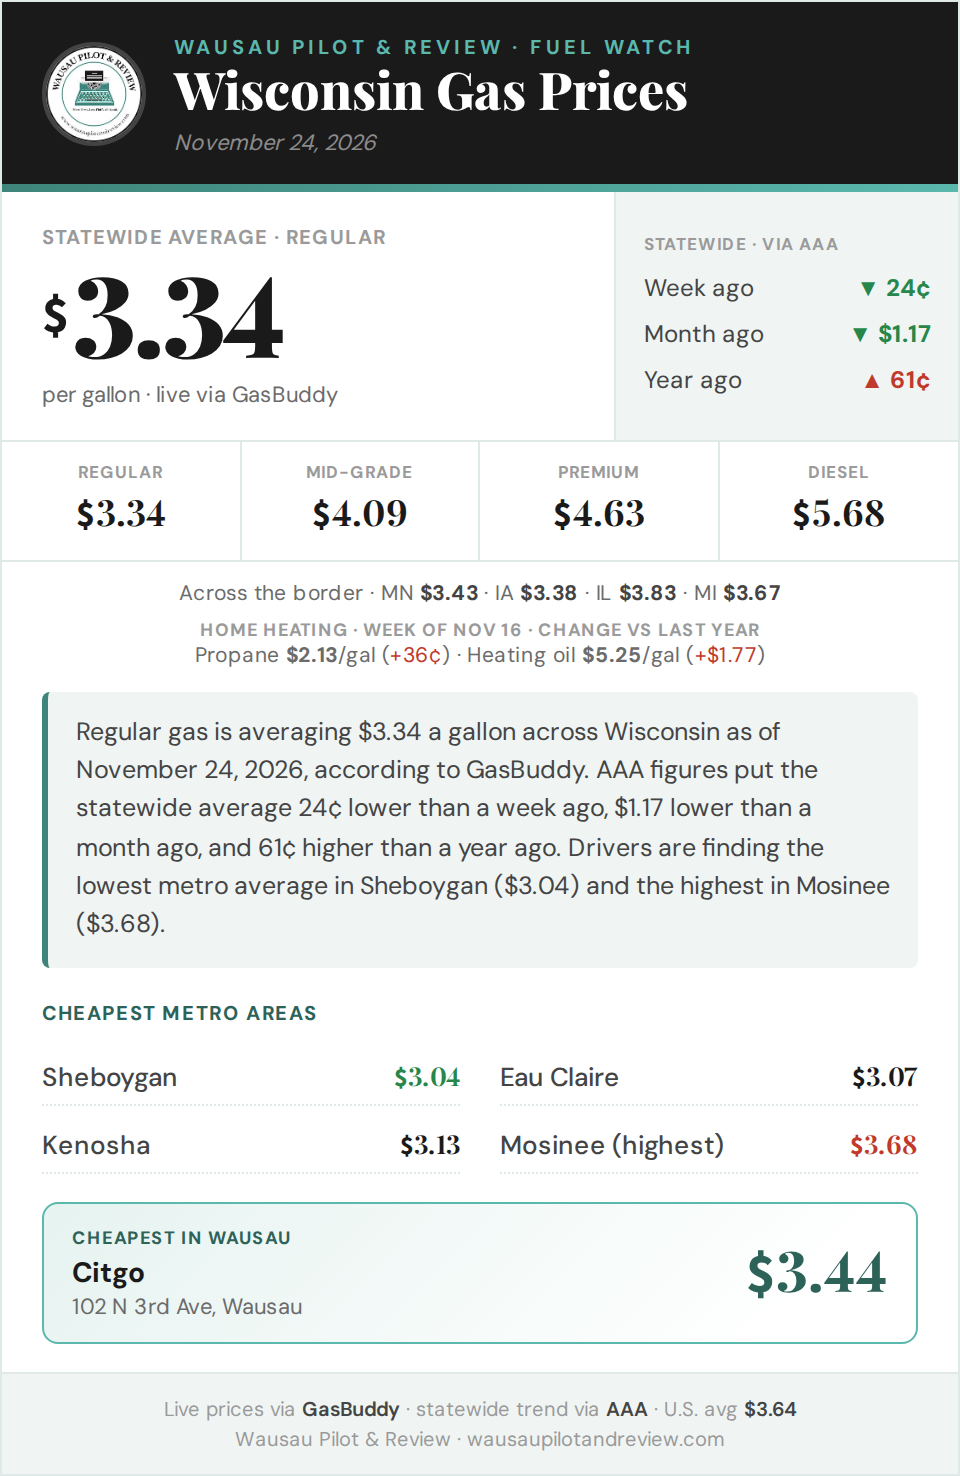 WAUSAU PILOT & REVIEW
WAUSAU PILOT & REVIEW · FUEL WATCH
Wisconsin Gas Prices
November 24, 2026
STATEWIDE AVERAGE · REGULAR
$3.34
per gallon · live via GasBuddy
STATEWIDE · VIA AAA
Week ago ▼ 24¢
Month ago ▼ $1.17
Year ago ▲ 61¢
REGULAR MID-GRADE PREMIUM DIESEL
$3.34 $4.09 $4.63 $5.68
Across the border · MN $3.43 · IA $3.38 · IL $3.83 · MI $3.67
HOME HEATING · WEEK OF NOV 16 · CHANGE VS LAST YEAR
Propane $2.13/gal (+36¢) · Heating oil $5.25/gal (+$1.77)
Regular gas is averaging $3.34 a gallon across Wisconsin as of
November 24, 2026, according to GasBuddy. AAA figures put the
statewide average 24¢ lower than a week ago, $1.17 lower than a
month ago, and 61¢ higher than a year ago. Drivers are finding the
lowest metro average in Sheboygan ($3.04) and the highest in Mosinee
($3.68).
CHEAPEST METRO AREAS
Sheboygan $3.04 Eau Claire $3.07
Kenosha $3.13 Mosinee (highest) $3.68
CHEAPEST IN WAUSAU
Citgo
102 N 3rd Ave, Wausau
$3.44
Live prices via GasBuddy · statewide trend via AAA · U.S. avg $3.64
Wausau Pilot & Review · wausaupilotandreview.com